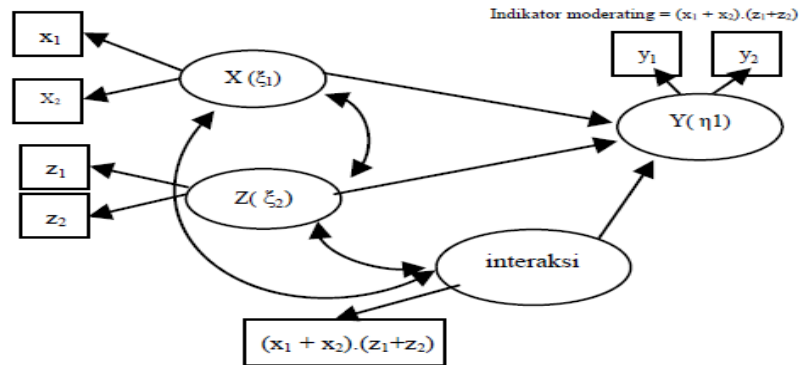 Indikator moderating = (x₁ + x₂).(z₁+z₂)
x₁
y₁
y₂
X (ξ₁)
x₂
Y( η1)
z₁
Z( ξ₂)
z₂
interaksi
(x₁ + x₂).(z₁+z₂)